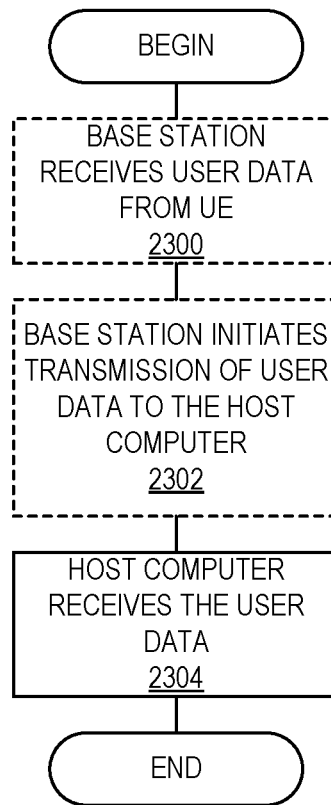 BEGIN
BASE STATION
RECEIVES USER DATA
FROM UE
2300
BASE STATION INITIATES
TRANSMISSION OF USER
DATA TO THE HOST
COMPUTER
2302
HOST COMPUTER
RECEIVES THE USER
DATA
2304
END